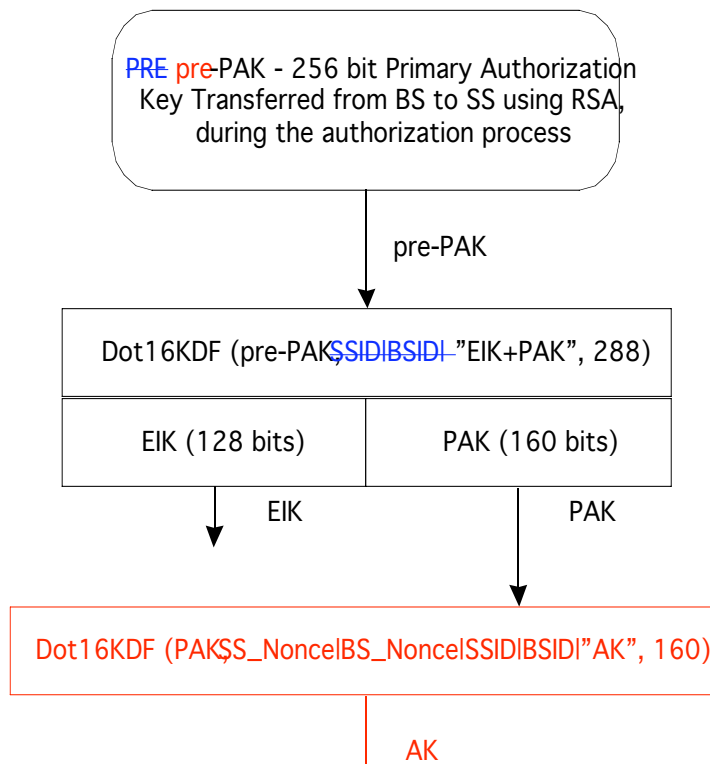 PRE pre-PAK - 256 bit Primary Authorization
Key Transferred from BS to SS using RSA,
during the authorization process
pre-PAK
Dot16KDF (pre-PAK,SSID|BSID| "EIK+PAK", 288)
EIK (128 bits)
PAK (160 bits)
EIK
PAK
Dot16KDF (PAK,SS_Nonce|BS_Nonce|SSID|BSID|"AK", 160)
AK